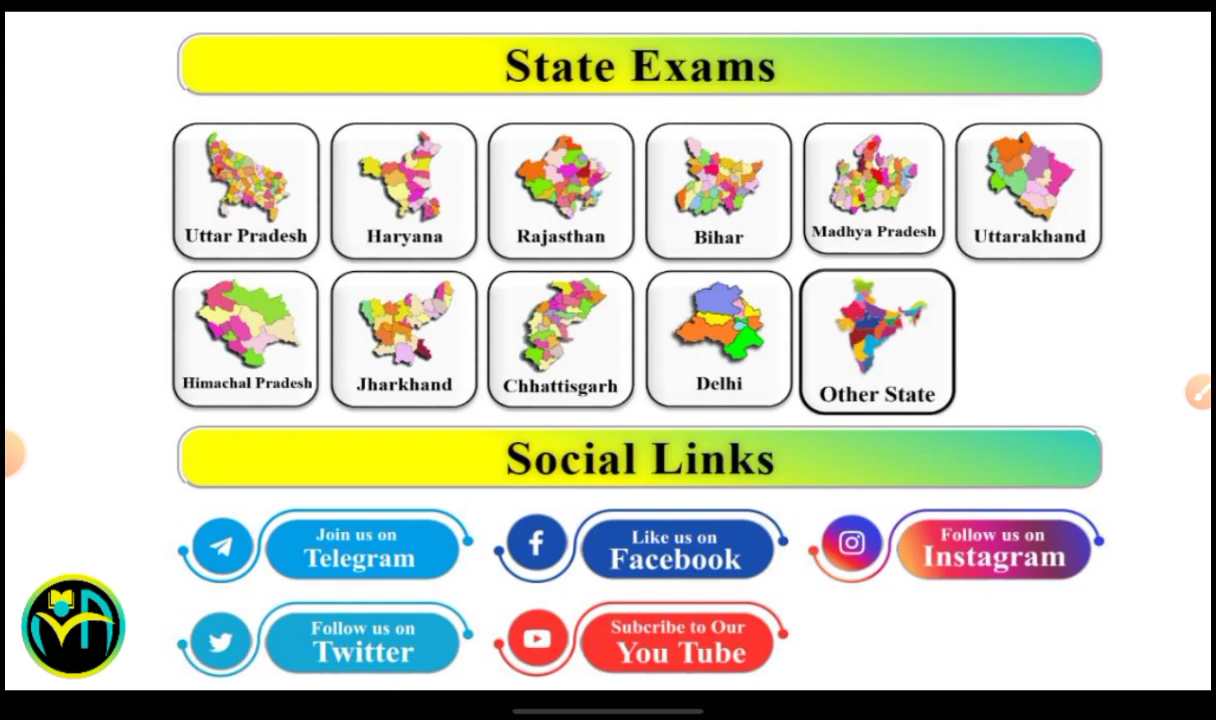 State Exams
Uttar Pradesh
Haryana
Rajasthan
Bihar
Madhya Pradesh
Uttarakhand
Himachal Pradesh
Jharkhand
Chhattisgarh
Delhi
Other State
Social Links
Join us on
Telegram
Like us on
Facebook
Follow us on
Instagram
Follow us on
Twitter
Subcribe to Our
You Tube